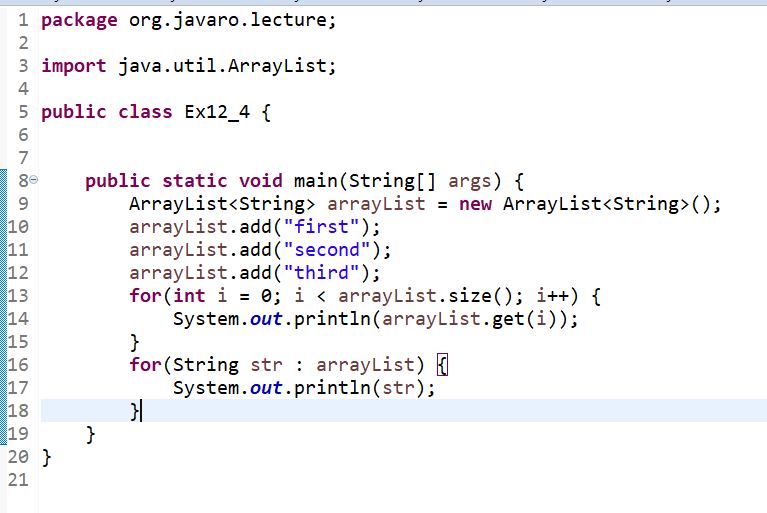 1 package org.javaro.lecture;
2
3 import java.util.ArrayList;
4
5 public class Ex12_4 {
6
7
8 public static void main(String[] args) {
9 ArrayList<String> arrayList = new ArrayList<String>();
10 arrayList.add("first");
11 arrayList.add("second");
12 arrayList.add("third");
13 for(int i = 0; i < arrayList.size(); i++) {
14 System.out.println(arrayList.get(i));
15 }
16 for(String str : arrayList) {
17 System.out.println(str);
18 }
19 }
20 }
21